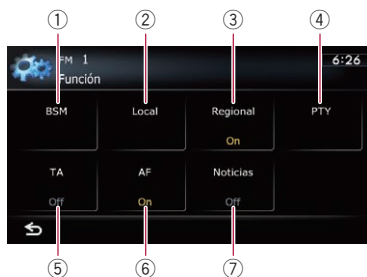 ① ② ③ ④
FM 1 6:26
Función
BSM Local Regional PTY
On
TA AF Noticias
Off On Off
⑤ ⑥ ⑦